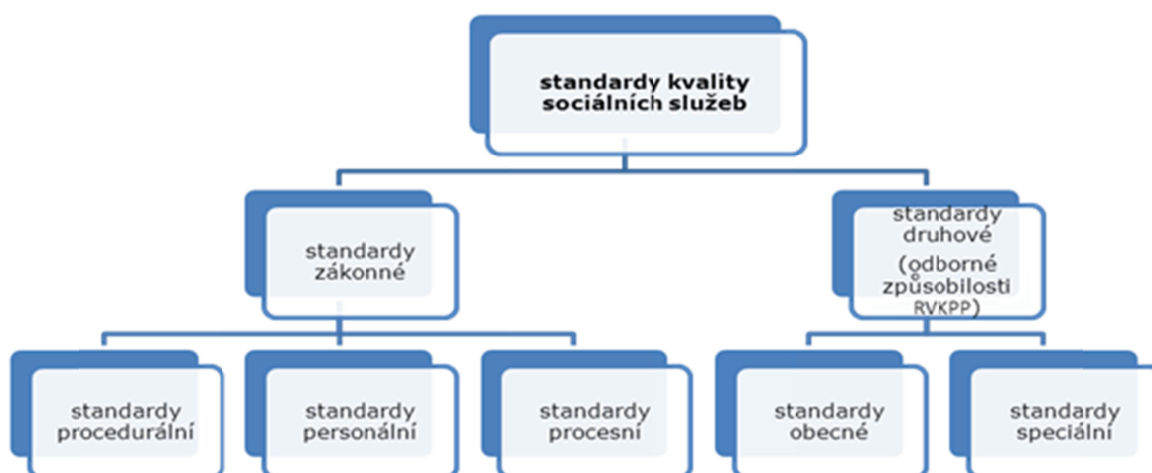 standardy kvality
sociálních služeb
standardy
zákonné
standardy
druhové
(odborné
způsobilosti
RVKPP)
standardy
procedurální
standardy
personální
standardy
procesní
standardy
obecné
standardy
speciální